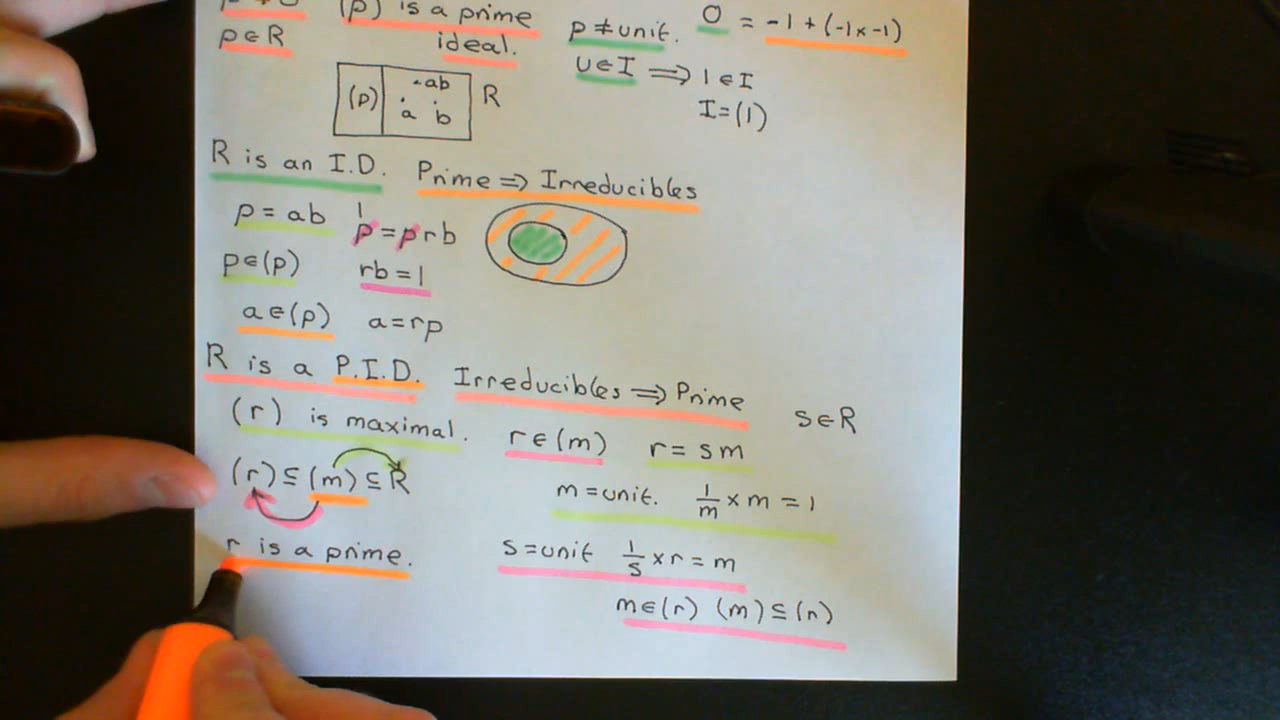 p ≠ 0 (p) is a prime ideal.
p∈R
p≠unit.
0 = -1 + (-1×-1)
u∈I ⟹ 1∈I
I=(1)
(p) ·ab a b R
R is an I.D. Prime ⟹ Irreducibles
p = ab
p = prb
1
p∈(p)
rb = 1
a∈(p) a=rp
R is a P.I.D. Irreducibles ⟹ Prime
s∈R
(r) is maximal.
r∈(m) r = sm
(r)⊆(m)⊆R
m=unit. 1/m × m = 1
r is a prime.
s=unit 1/s × r = m
m∈(r) (m)⊆(r)